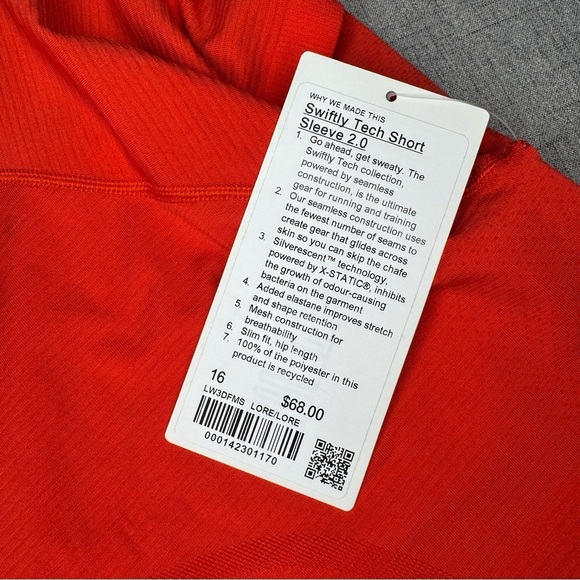 WHY WE MADE THIS
Swiftly Tech Short
Sleeve 2.0
1. Go ahead, get sweaty. The
Swiftly Tech collection,
powered by seamless
construction, is the ultimate
gear for running and training
2. Our seamless construction uses
the fewest number of seams to
create gear that glides across
skin so you can skip the chafe
3. Silverescent™ technology,
powered by X-STATIC®, inhibits
the growth of odour-causing
bacteria on the garment
4. Added elastane improves stretch
and shape retention
5. Mesh construction for
breathability
6. Slim fit, hip length
7. 100% of the polyester in this
product is recycled
16 $68.00
LW3DFMS LORE/LORE
000142301170